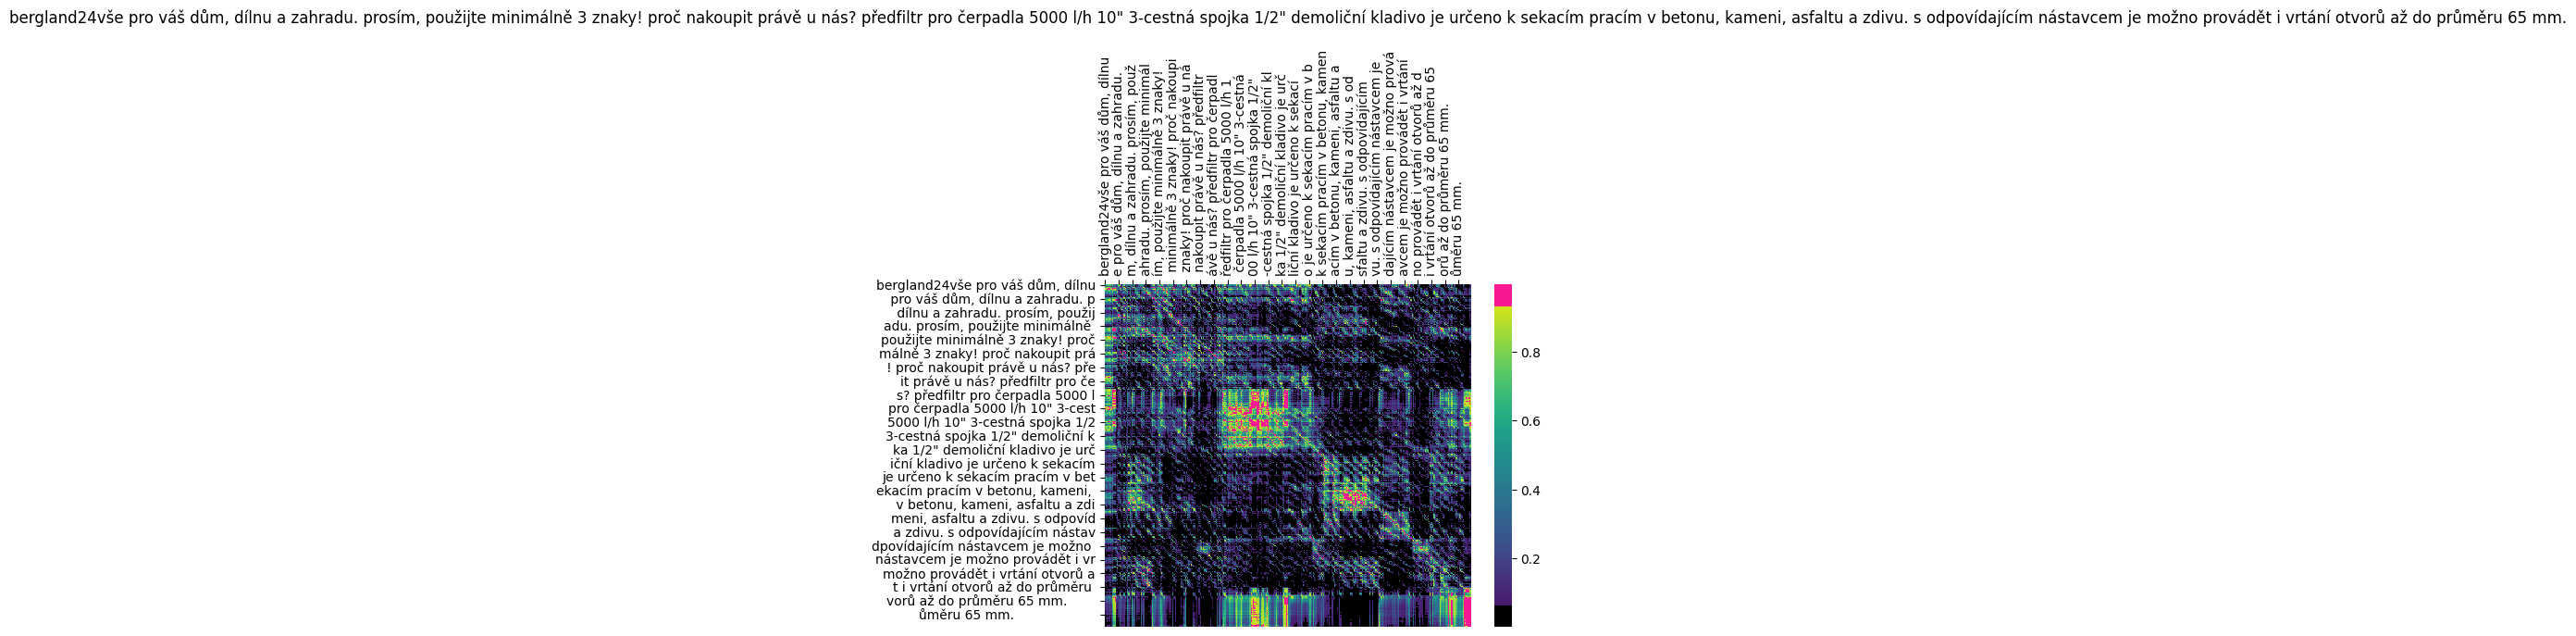 bergland24vše pro váš dům, dílnu a zahradu. prosím, použijte minimálně 3 znaky! proč nakoupit právě u nás? předfiltr pro čerpadla 5000 l/h 10" 3-cestná spojka 1/2" demoliční kladivo je určeno k sekacím pracím v betonu, kameni, asfaltu a zdivu. s odpovídajícím nástavcem je možno provádět i vrtání otvorů až do průměru 65 mm.
bergland24vše pro váš dům, dílnu
e pro váš dům, dílnu a zahradu.
m, dílnu a zahradu. prosím, použ
ahradu. prosím, použijte minimál
ím, použijte minimálně 3 znaky!
minimálně 3 znaky! proč nakoupi
znaky! proč nakoupit právě u ná
nakoupit právě u nás? předfiltr
ávě u nás? předfiltr pro čerpadl
ředfiltr pro čerpadla 5000 l/h 1
čerpadla 5000 l/h 10" 3-cestná
00 l/h 10" 3-cestná spojka 1/2"
-cestná spojka 1/2" demoliční kl
ka 1/2" demoliční kladivo je urč
liční kladivo je určeno k sekací
o je určeno k sekacím pracím v b
k sekacím pracím v betonu, kamen
acím v betonu, kameni, asfaltu a
u, kameni, asfaltu a zdivu. s od
sfaltu a zdivu. s odpovídajícím
vu. s odpovídajícím nástavcem je
dajícím nástavcem je možno prová
avcem je možno provádět i vrtání
no provádět i vrtání otvorů až d
i vrtání otvorů až do průměru 65
orů až do průměru 65 mm.
ůměru 65 mm.
bergland24vše pro váš dům, dílnu
pro váš dům, dílnu a zahradu. p
dílnu a zahradu. prosím, použij
adu. prosím, použijte minimálně
použijte minimálně 3 znaky! proč
málně 3 znaky! proč nakoupit prá
! proč nakoupit právě u nás? pře
it právě u nás? předfiltr pro če
s? předfiltr pro čerpadla 5000 l
pro čerpadla 5000 l/h 10" 3-cest
5000 l/h 10" 3-cestná spojka 1/2
3-cestná spojka 1/2" demoliční k
ka 1/2" demoliční kladivo je urč
iční kladivo je určeno k sekacím
je určeno k sekacím pracím v bet
ekacím pracím v betonu, kameni,
v betonu, kameni, asfaltu a zdi
meni, asfaltu a zdivu. s odpovíd
a zdivu. s odpovídajícím nástav
dpovídajícím nástavcem je možno
nástavcem je možno provádět i vr
možno provádět i vrtání otvorů a
t i vrtání otvorů až do průměru
vorů až do průměru 65 mm.
ůměru 65 mm.
0.8
0.6
0.4
0.2